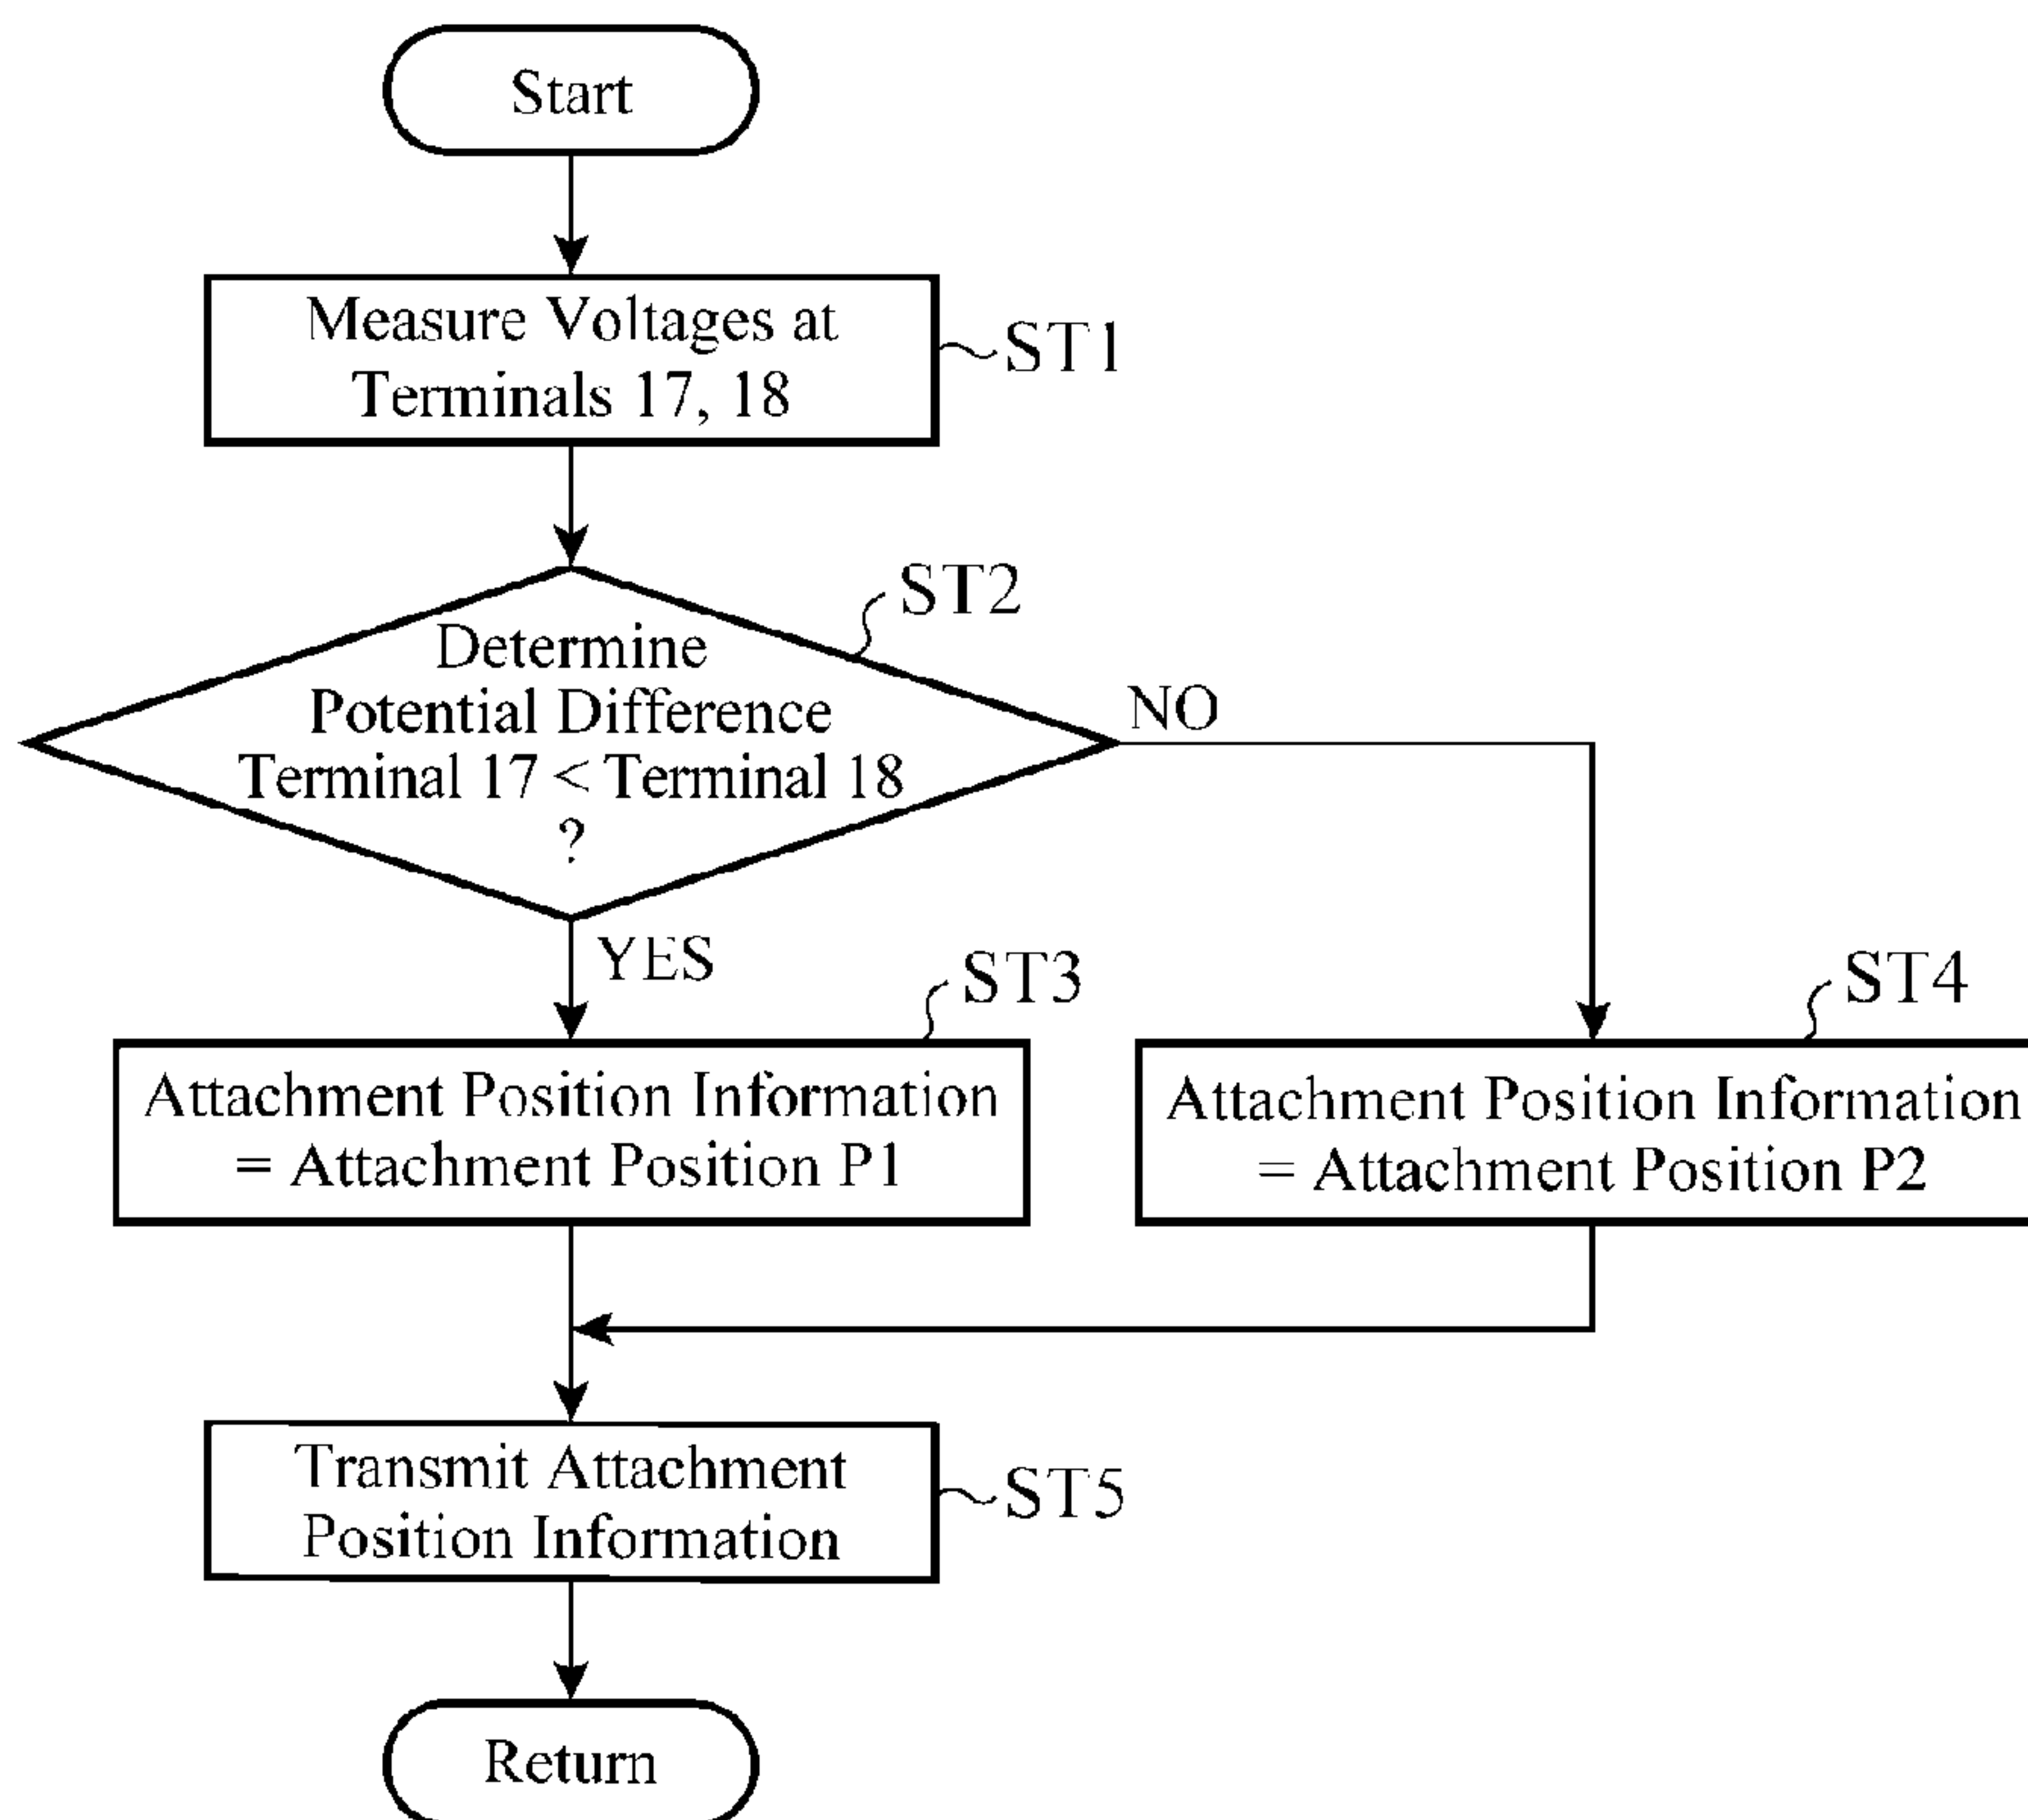 Start
Measure Voltages at
Terminals 17, 18
ST1
ST2
Determine
Potential Difference
Terminal 17 < Terminal 18
?
NO
YES
ST3
Attachment Position Information
= Attachment Position P1
ST4
Attachment Position Information
= Attachment Position P2
Transmit Attachment
Position Information
ST5
Return